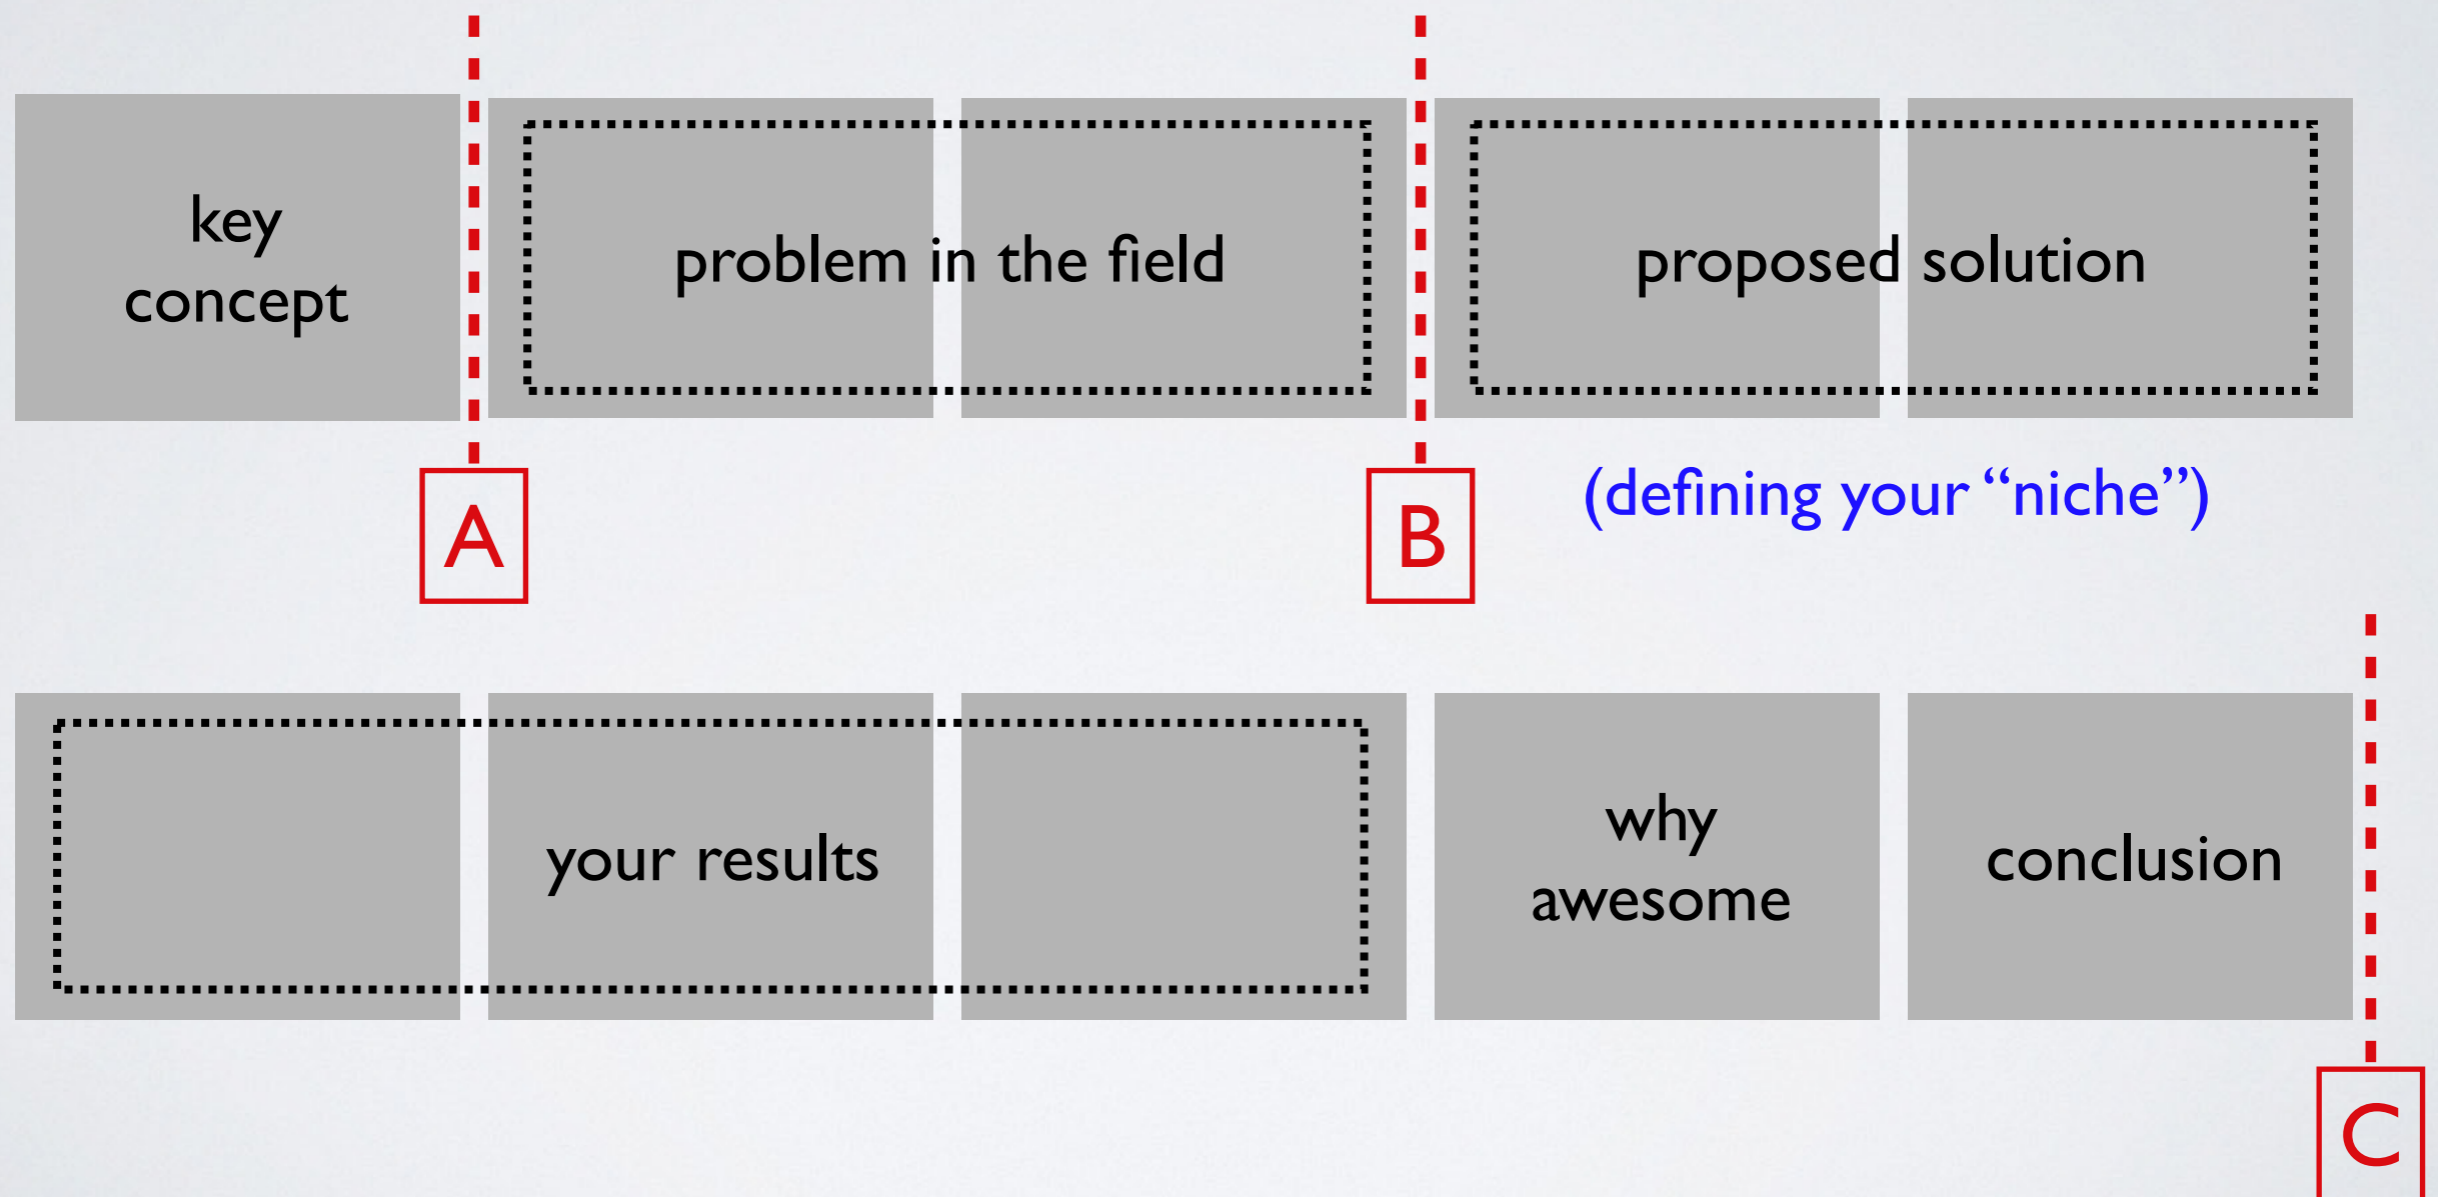 key
concept
problem in the field
proposed solution
A
B
(defining your “niche”)
your results
why
awesome
conclusion
C